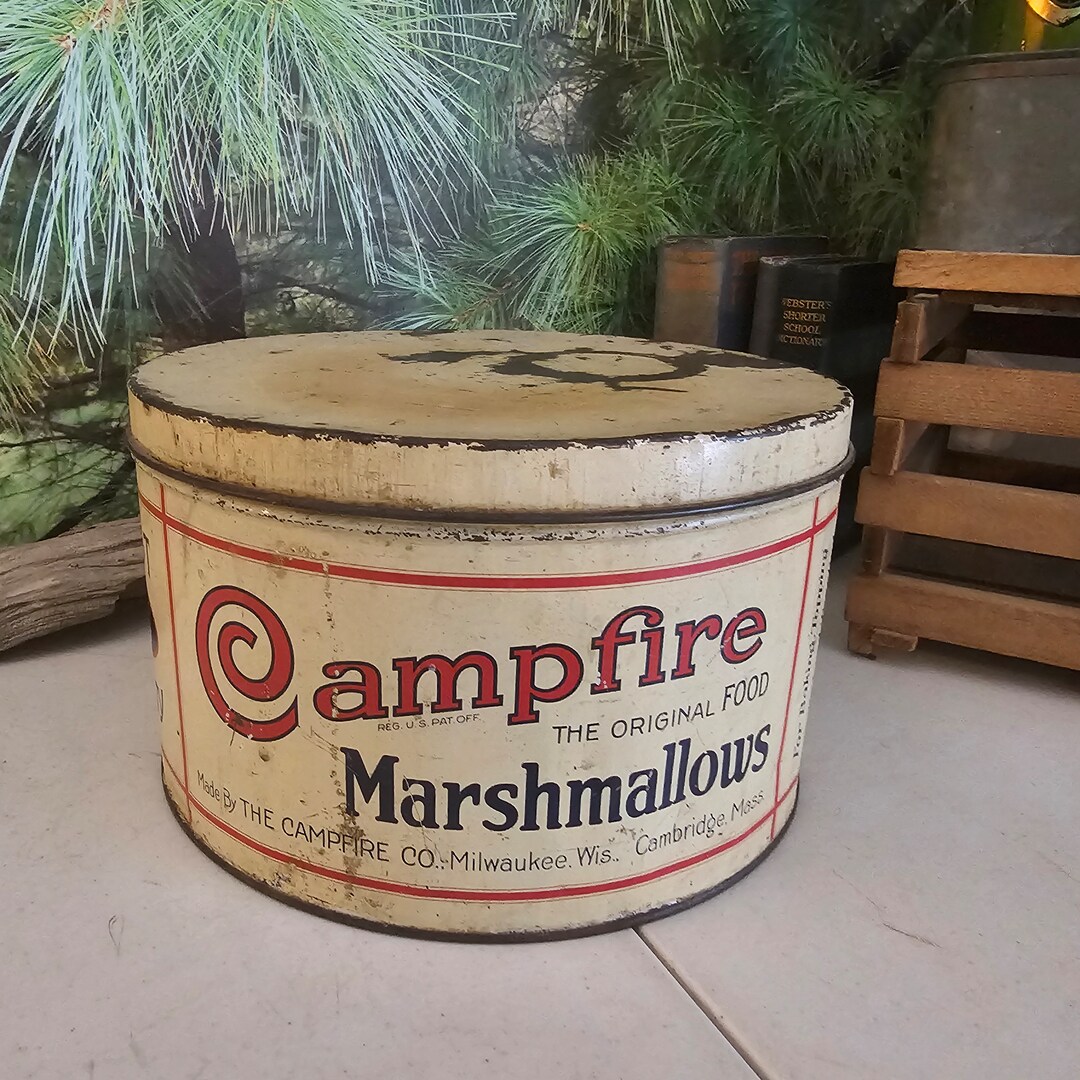 Campfire
REG. U.S. PAT. OFF.
THE ORIGINAL FOOD
Marshmallows
Made By THE CAMPFIRE CO., Milwaukee, Wis., Cambridge, Mass.
WEBSTER'S
SHORTER
SCHOOL
DICTIONARY